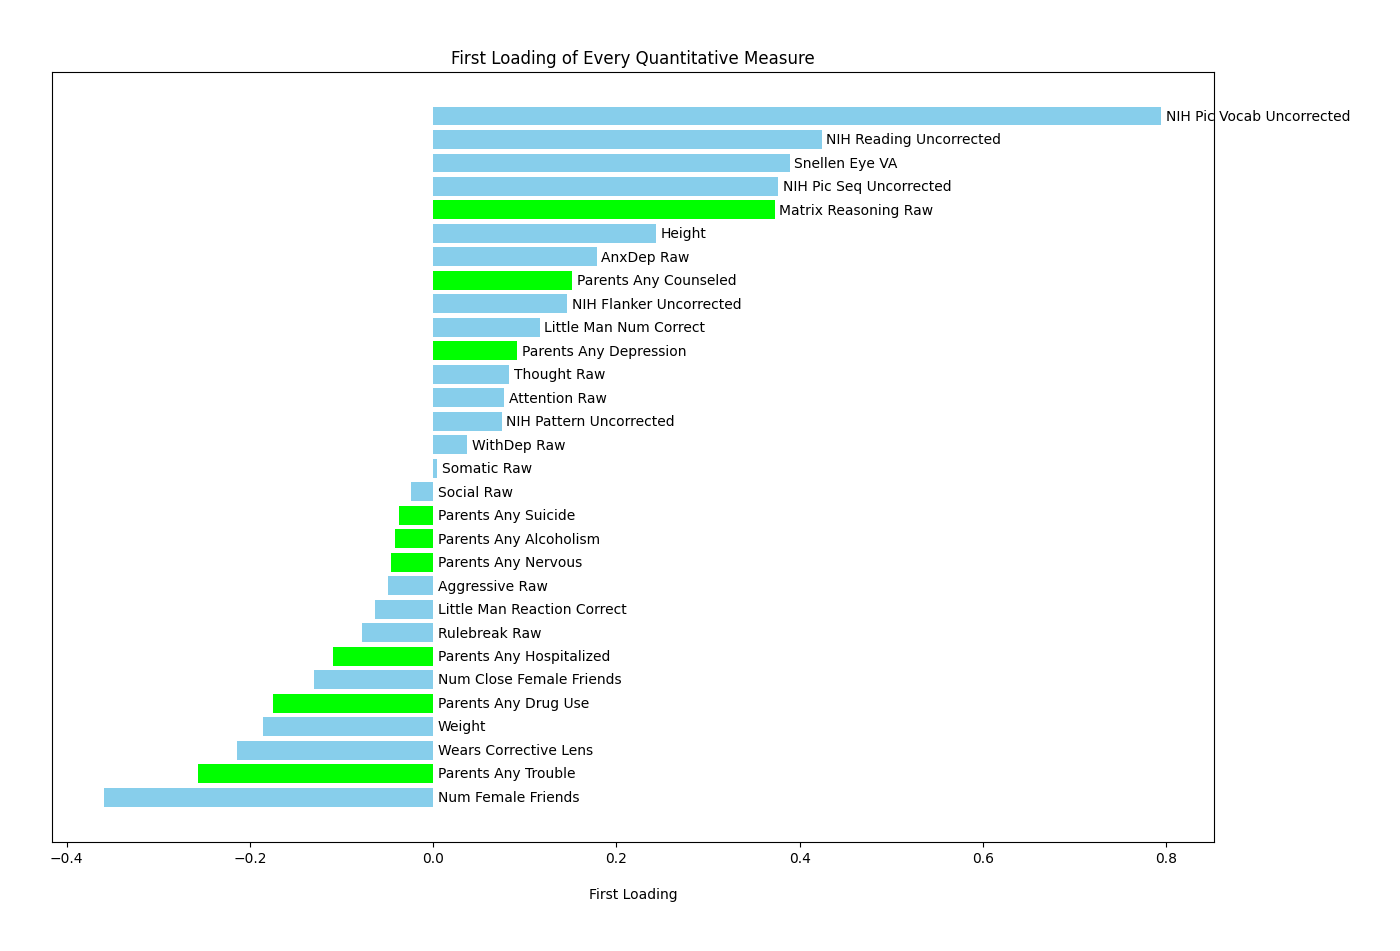 First Loading of Every Quantitative Measure
NIH Pic Vocab Uncorrected
NIH Reading Uncorrected
Snellen Eye VA
NIH Pic Seq Uncorrected
Matrix Reasoning Raw
Height
AnxDep Raw
Parents Any Counseled
NIH Flanker Uncorrected
Little Man Num Correct
Parents Any Depression
Thought Raw
Attention Raw
NIH Pattern Uncorrected
WithDep Raw
Somatic Raw
Social Raw
Parents Any Suicide
Parents Any Alcoholism
Parents Any Nervous
Aggressive Raw
Little Man Reaction Correct
Rulebreak Raw
Parents Any Hospitalized
Num Close Female Friends
Parents Any Drug Use
Weight
Wears Corrective Lens
Parents Any Trouble
Num Female Friends
−0.4 −0.2 0.0 0.2 0.4 0.6 0.8
First Loading